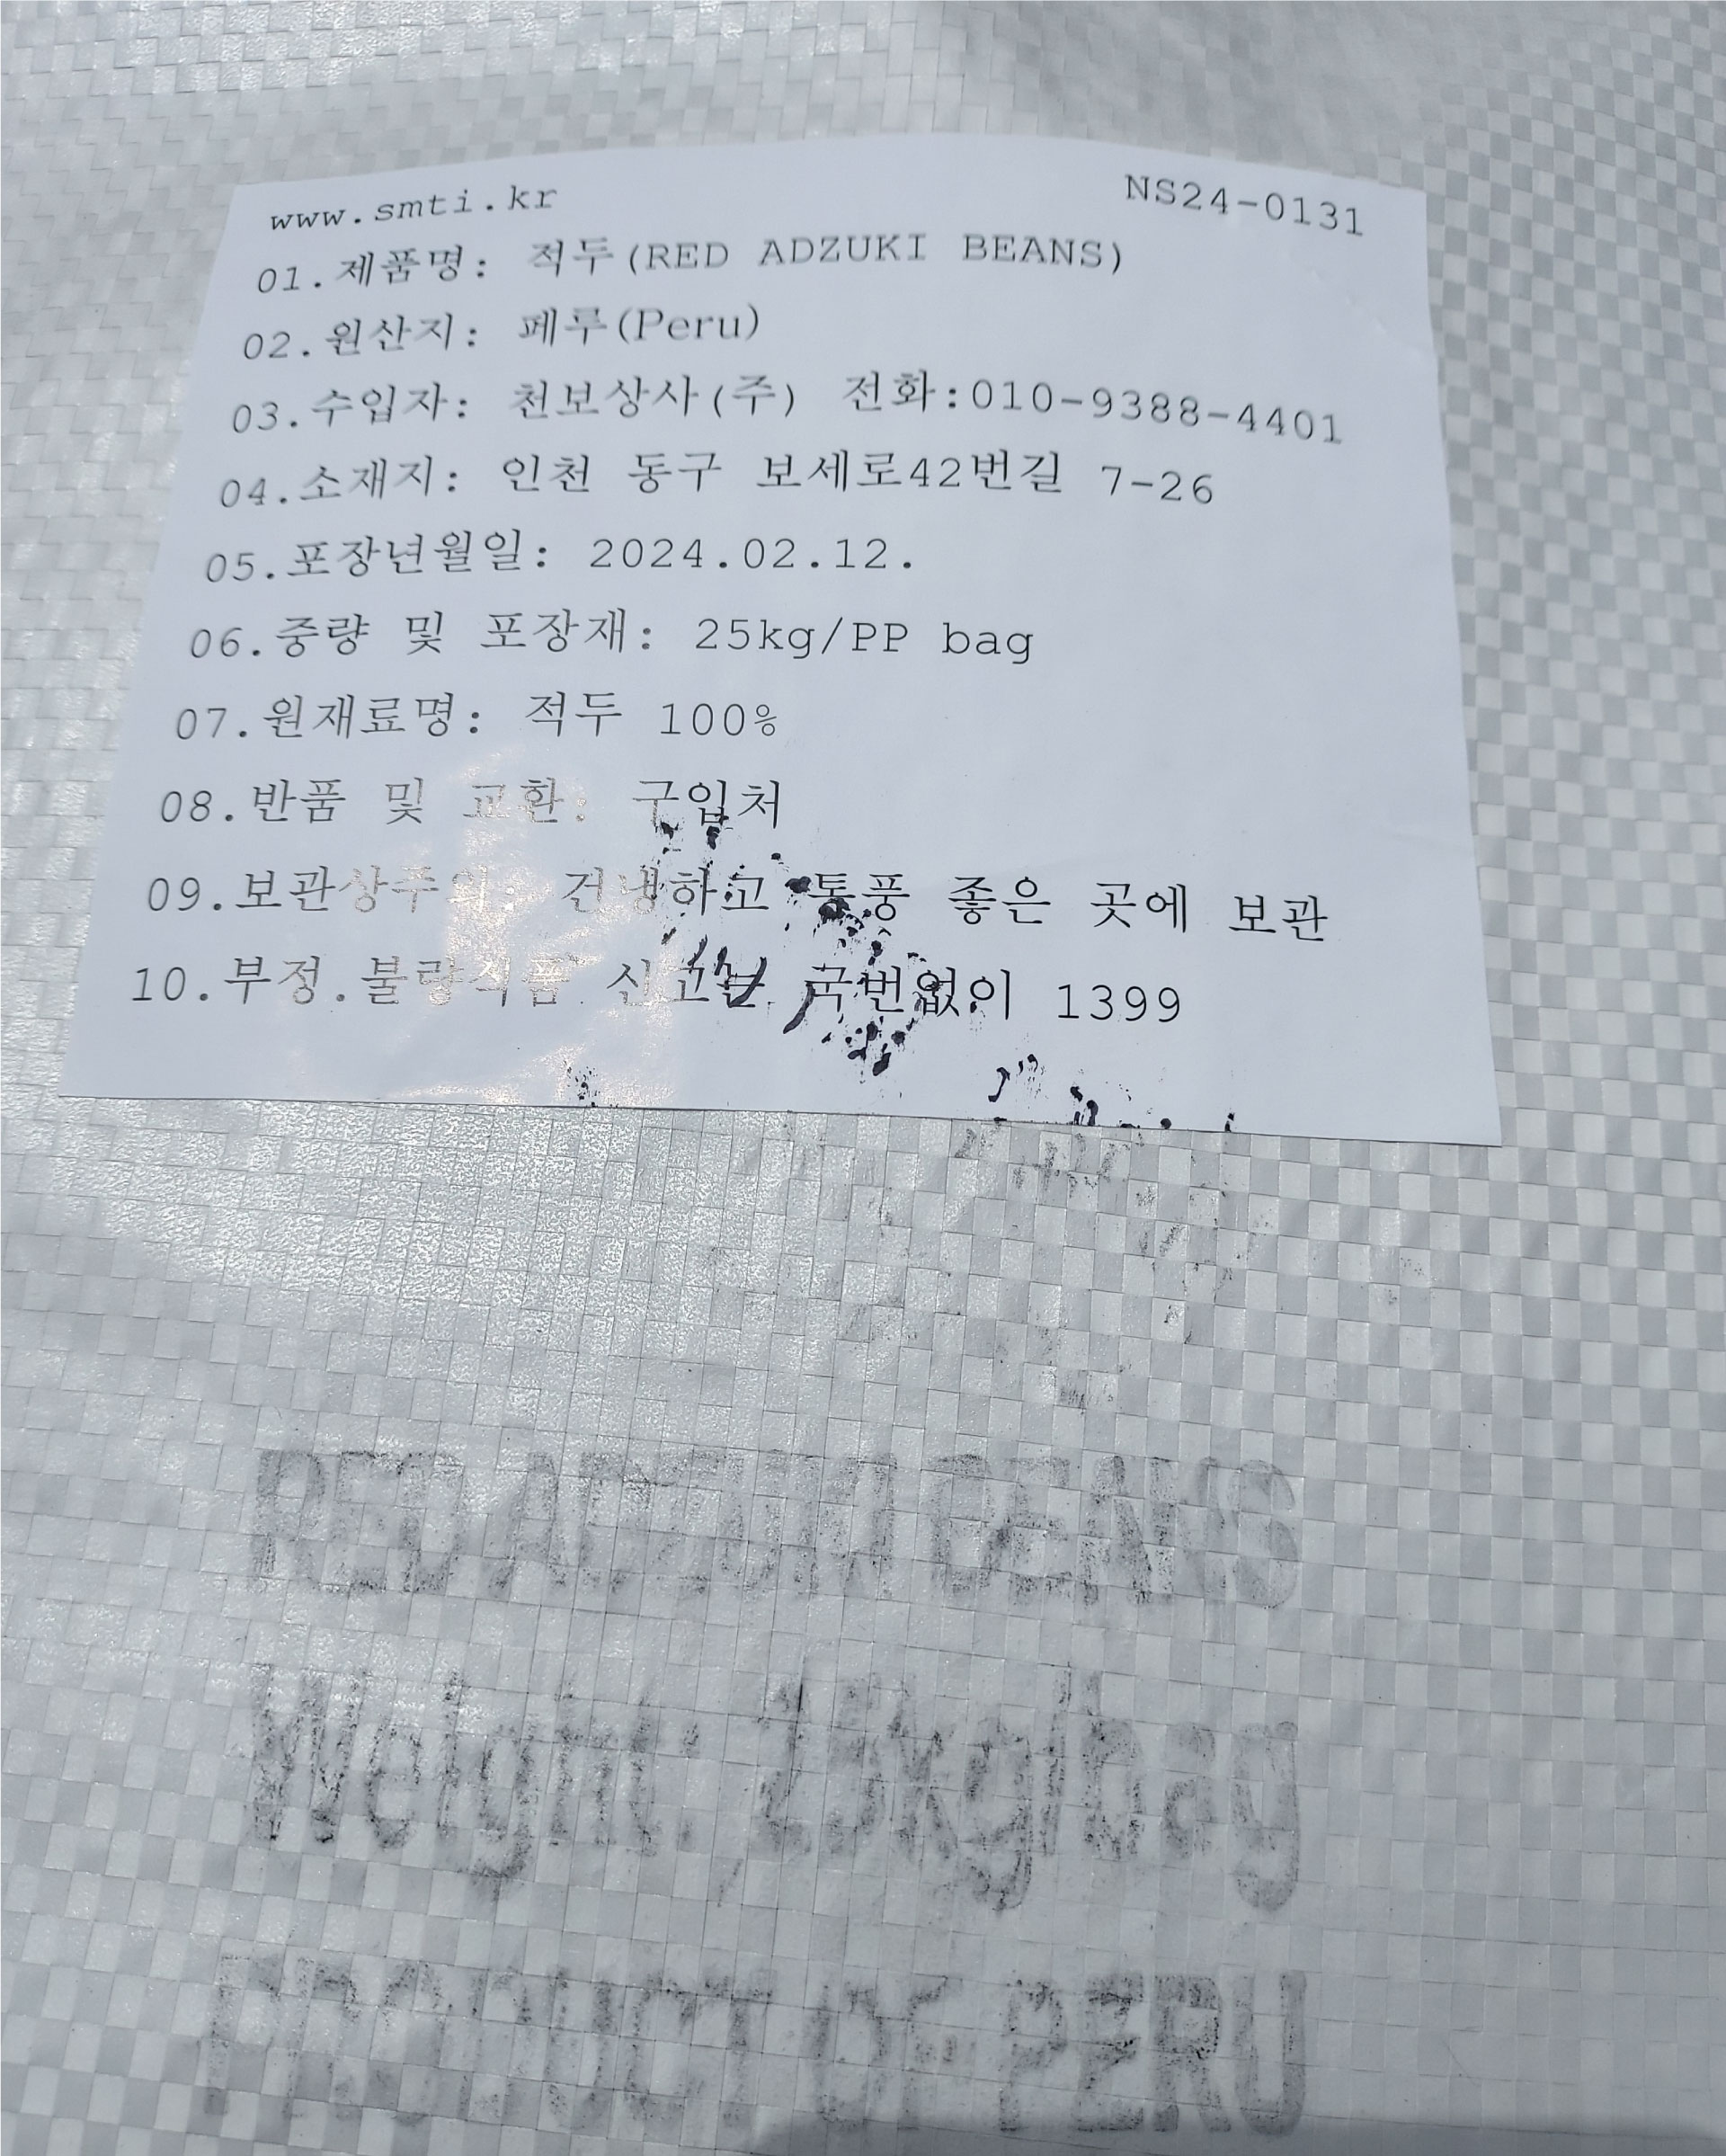 www.smti.kr NS24-0131
01.제품명: 적두(RED ADZUKI BEANS)
02.원산지: 페루(Peru)
03.수입자: 천보상사(주) 전화:010-9388-4401
04.소재지: 인천 동구 보세로42번길 7-26
05.포장년월일: 2024.02.12.
06.중량 및 포장재: 25kg/PP bag
07.원재료명: 적두 100%
08.반품 및 교환: 구입처
09.보관상주의: 건냉하고 통풍 좋은 곳에 보관
10.부정.불량식품 신고는 국번없이 1399
RED ADZUKI BEANS
Weight: 25kg/bag
PRODUCT OF PERU